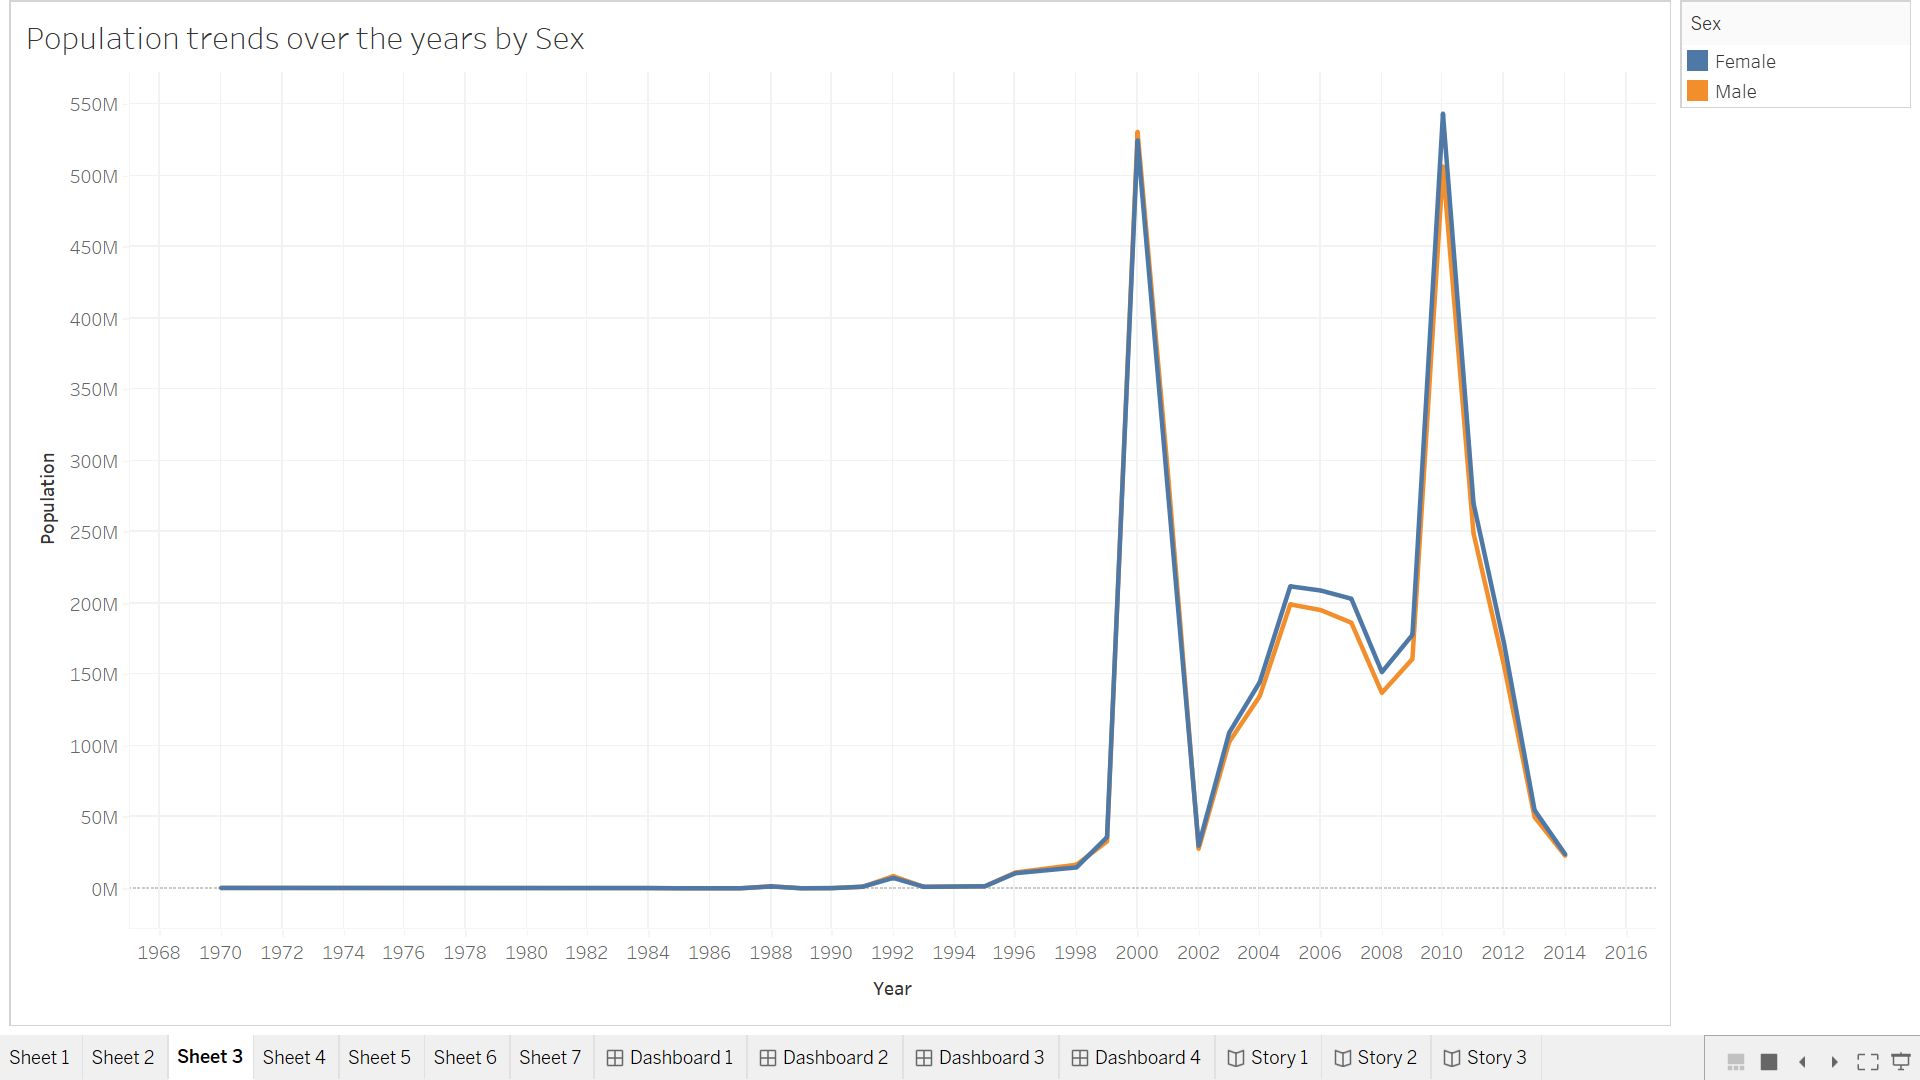 Population trends over the years by Sex
Sex
Female
Male
550M
500M
450M
400M
350M
300M
250M
200M
150M
100M
50M
0M
Population
1968 1970 1972 1974 1976 1978 1980 1982 1984 1986 1988 1990 1992 1994 1996 1998 2000 2002 2004 2006 2008 2010 2012 2014 2016
Year
Sheet 1 Sheet 2 Sheet 3 Sheet 4 Sheet 5 Sheet 6 Sheet 7 Dashboard 1 Dashboard 2 Dashboard 3 Dashboard 4 Story 1 Story 2 Story 3